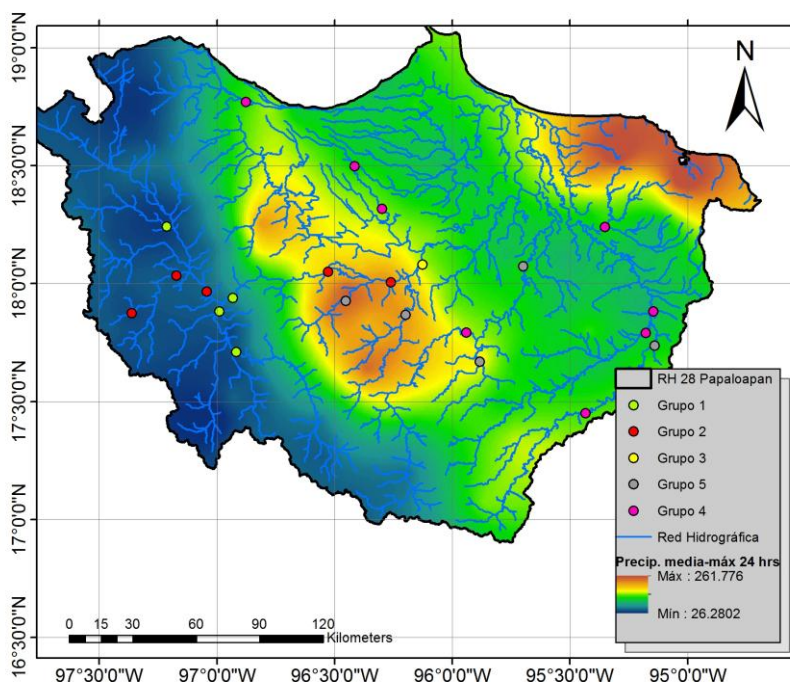 19°0'0"N
18°30'0"N
18°0'0"N
17°30'0"N
17°0'0"N
16°30'0"N
N
RH 28 Papaloapan
Grupo 1
Grupo 2
Grupo 3
Grupo 5
Grupo 4
Red Hidrográfica
Precip. media-máx 24 hrs
Máx : 261.776
Mín : 26.2802
0 15 30 60 90 120
Kilometers
97°30'0"W 97°0'0"W 96°30'0"W 96°0'0"W 95°30'0"W 95°0'0"W